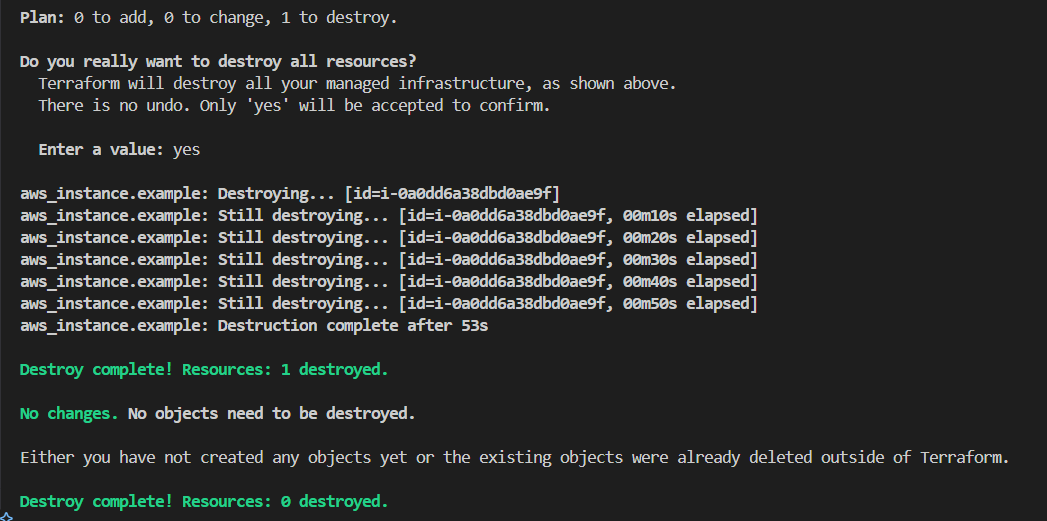 Plan: 0 to add, 0 to change, 1 to destroy.
Do you really want to destroy all resources?
Terraform will destroy all your managed infrastructure, as shown above.
There is no undo. Only 'yes' will be accepted to confirm.
Enter a value: yes
aws_instance.example: Destroying... [id=i-0a0dd6a38dbd0ae9f]
aws_instance.example: Still destroying... [id=i-0a0dd6a38dbd0ae9f, 00m10s elapsed]
aws_instance.example: Still destroying... [id=i-0a0dd6a38dbd0ae9f, 00m20s elapsed]
aws_instance.example: Still destroying... [id=i-0a0dd6a38dbd0ae9f, 00m30s elapsed]
aws_instance.example: Still destroying... [id=i-0a0dd6a38dbd0ae9f, 00m40s elapsed]
aws_instance.example: Still destroying... [id=i-0a0dd6a38dbd0ae9f, 00m50s elapsed]
aws_instance.example: Destruction complete after 53s
Destroy complete! Resources: 1 destroyed.
No changes. No objects need to be destroyed.
Either you have not created any objects yet or the existing objects were already deleted outside of Terraform.
Destroy complete! Resources: 0 destroyed.